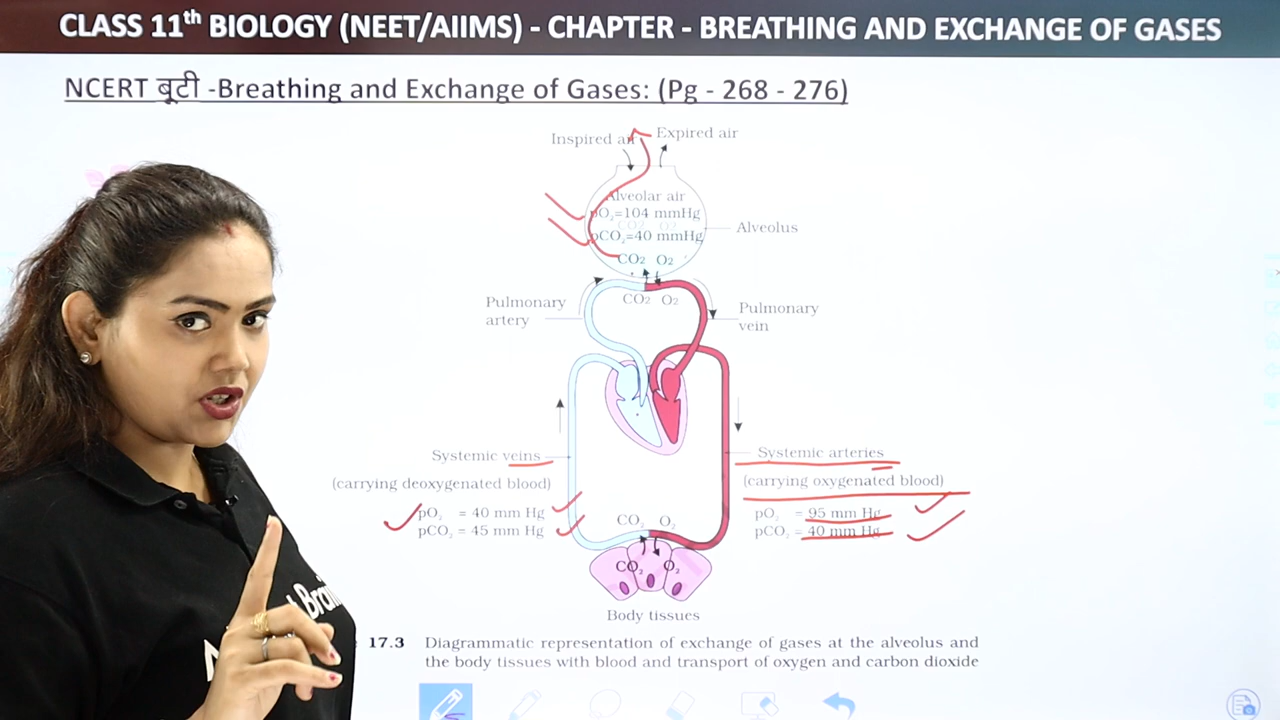 CLASS 11th BIOLOGY (NEET/AIIMS) - CHAPTER - BREATHING AND EXCHANGE OF GASES
NCERT बूटी -Breathing and Exchange of Gases: (Pg - 268 - 276)
Inspired air Expired air
Alveolar air
pO2=104 mmHg
CO2 O2
pCO2=40 mmHg
Alveolus
CO2 O2
CO2 O2
Pulmonary artery
Pulmonary vein
Systemic veins
(carrying deoxygenated blood)
pO2 = 40 mm Hg
pCO2 = 45 mm Hg
Systemic arteries
(carrying oxygenated blood)
pO2 = 95 mm Hg
pCO2 = 40 mm Hg
CO2 O2
CO2 O2
Body tissues
17.3 Diagrammatic representation of exchange of gases at the alveolus and
the body tissues with blood and transport of oxygen and carbon dioxide